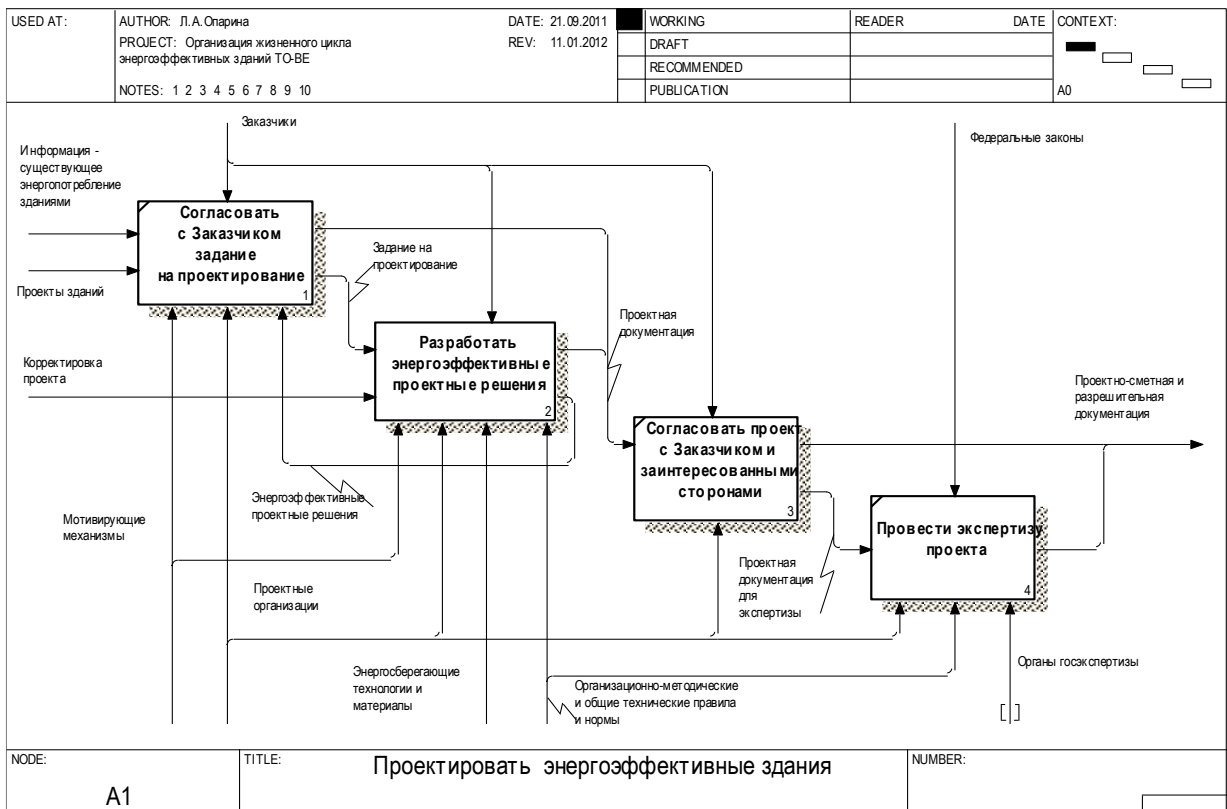 USED AT:
AUTHOR: Л.А.Опарина
DATE: 21.09.2011
WORKING
READER
DATE
CONTEXT:
PROJECT: Организация жизненного цикла
энергоэффективных зданий TO-BE
REV: 11.01.2012
DRAFT
RECOMMENDED
NOTES: 1 2 3 4 5 6 7 8 9 10
PUBLICATION
A0
Заказчики
Федеральные законы
Информация -
существующее
энергопотребление
зданиями
Согласовать
с Заказчиком
задание
на проектирование
1
Задание на
проектирование
Проекты зданий
Проектная
документация
Разработать
энергоэффективные
проектные решения
2
Корректировка
проекта
Проектно-сметная и
разрешительная
документация
Согласовать проект
с Заказчиком и
заинтересованными
сторонами
3
Энергоэффективные
проектные решения
Мотивирующие
механизмы
Провести экспертизу
проекта
4
Проектная
документация
для
экспертизы
Проектные
организации
Энергосберегающие
технологии и
материалы
Организационно-методические
и общие технические правила
и нормы
Органы госэкспертизы
NODE:
A1
TITLE:
Проектировать энергоэффективные здания
NUMBER: